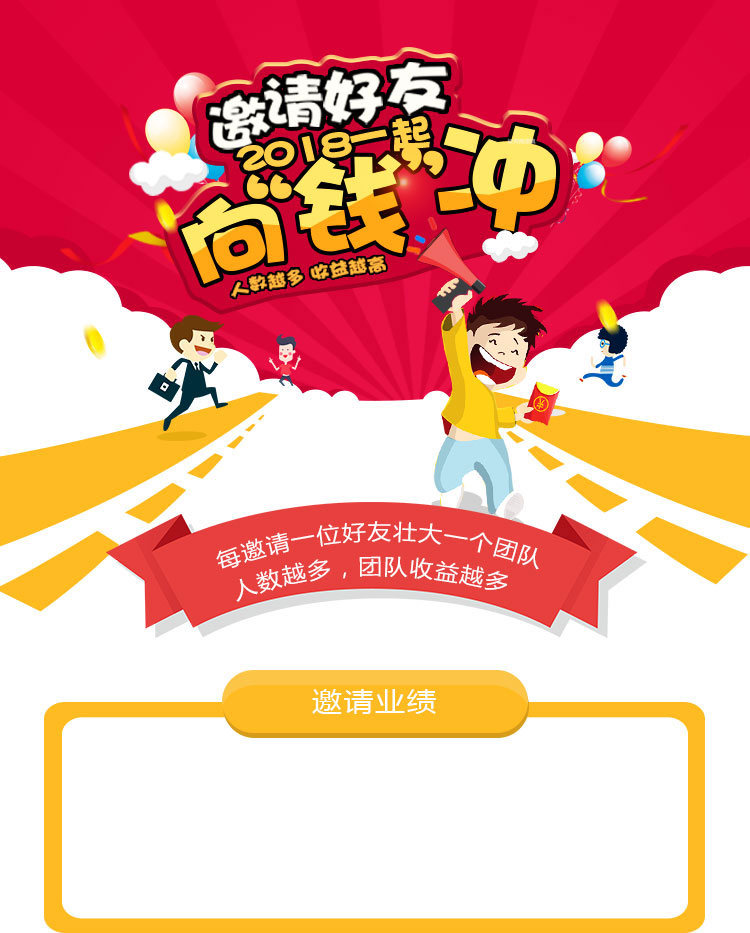 邀请好友
2018一起
向“钱”冲
人数越多 收益越高
每邀请一位好友壮大一个团队
人数越多，团队收益越多
邀请业绩